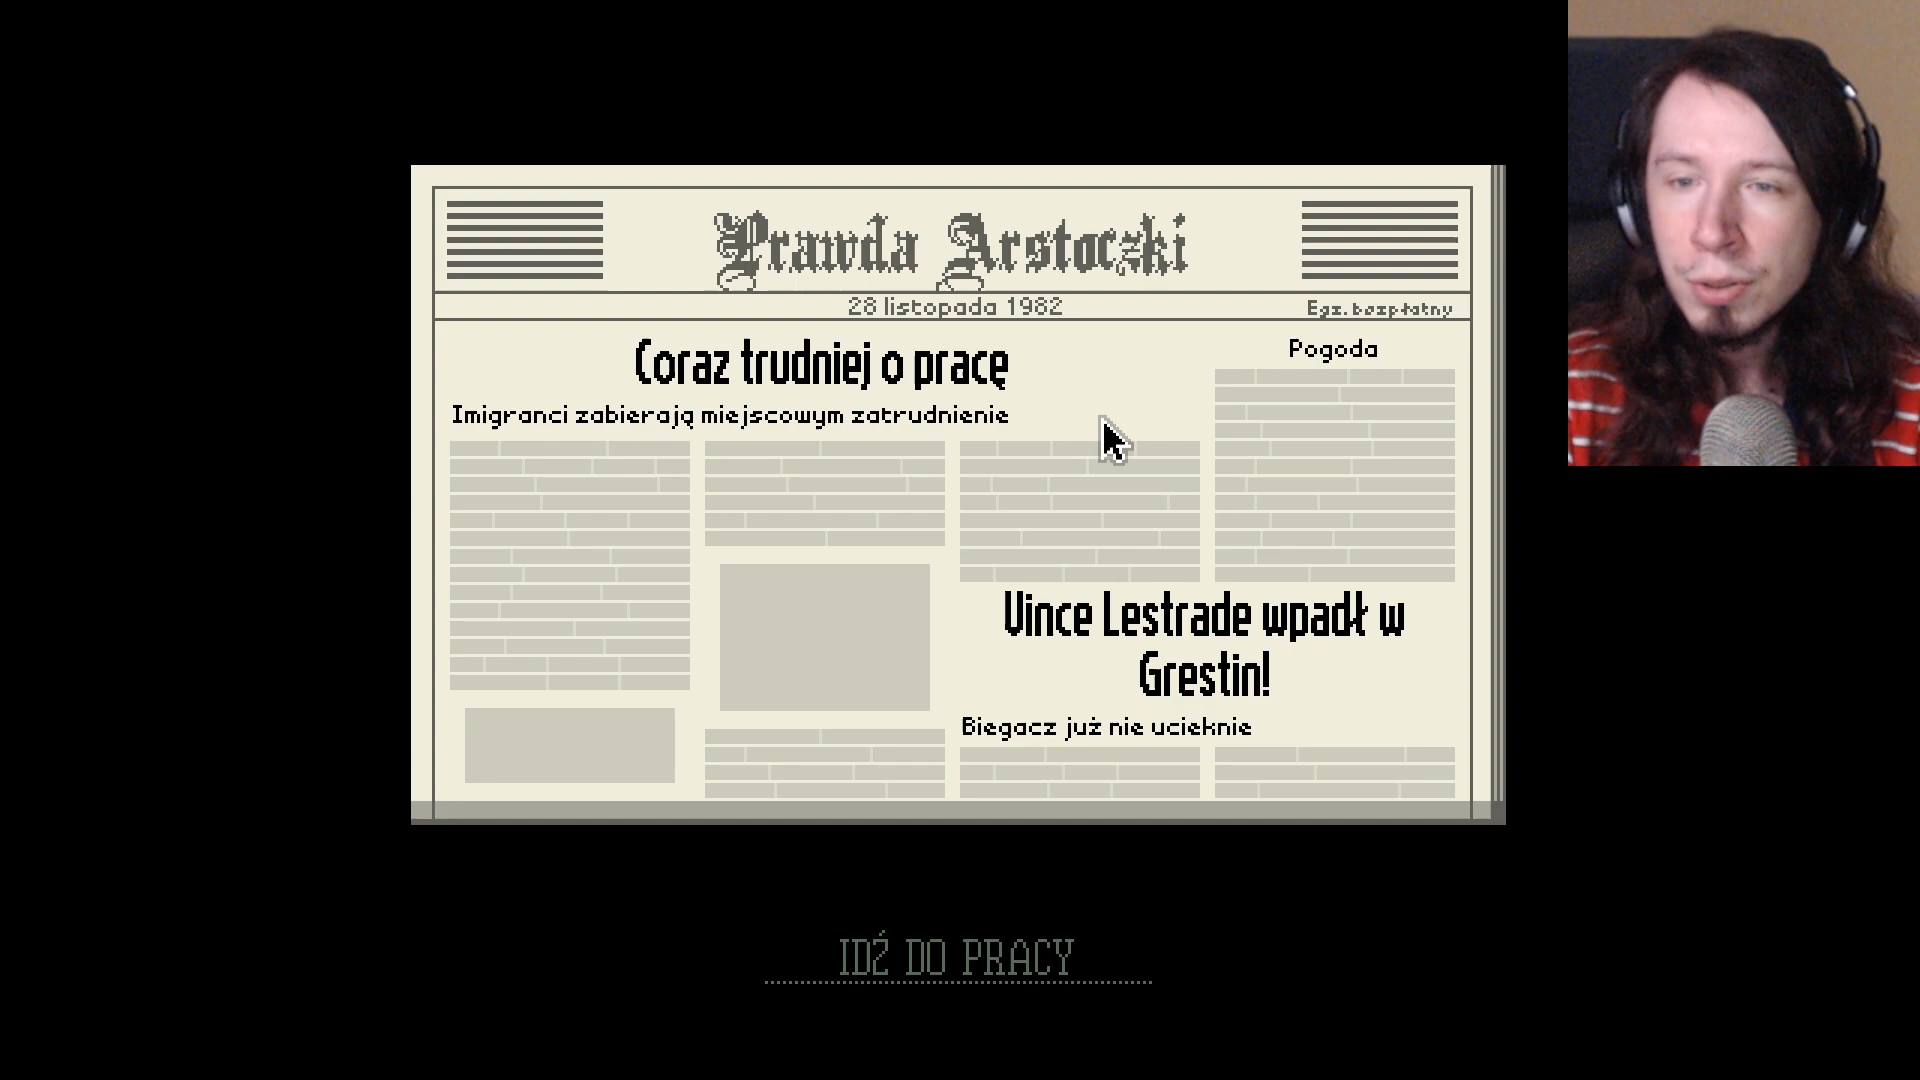 Prawda Arstoczki
28 listopada 1982
Egz. bezpłatny
Coraz trudniej o pracę
Imigranci zabierają miejscowym zatrudnienie
Pogoda
Vince Lestrade wpadł w
Grestin!
Biegacz już nie ucieknie
IDŹ DO PRACY